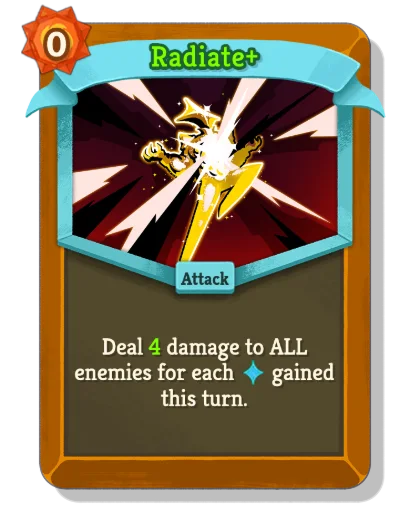 0
Radiate+
Attack
Deal 4 damage to ALL
enemies for each gained
this turn.